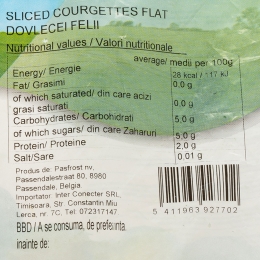 SLICED COURGETTES FLAT
DOVLECEI FELII
Nutritional values / Valori nutritionale
average/ medii per 100g
Energy/ Energie 28 kcal / 117 kJ
Fat/ Grasimi 0,0 g
of which saturated/ din care acizi
grasi saturati 0,0 g
Carbohydrates/ Carbohidrati 5,0 g
of which sugars/ din care Zaharuri 5,0 g
Protein/ Proteine 2,0 g
Salt/Sare 0,01 g
Produs de: Pasfrost nv,
Passendalestraat 80, 8980
Passendale, Belgia
Importator Inter Conecter SRL,
Timisoara, Str. Constantin Miu
Lerca, nr. 7C, Tel. 072317147
5 411963 927702
BBD / A se consuma, de preferinta
inainte de: